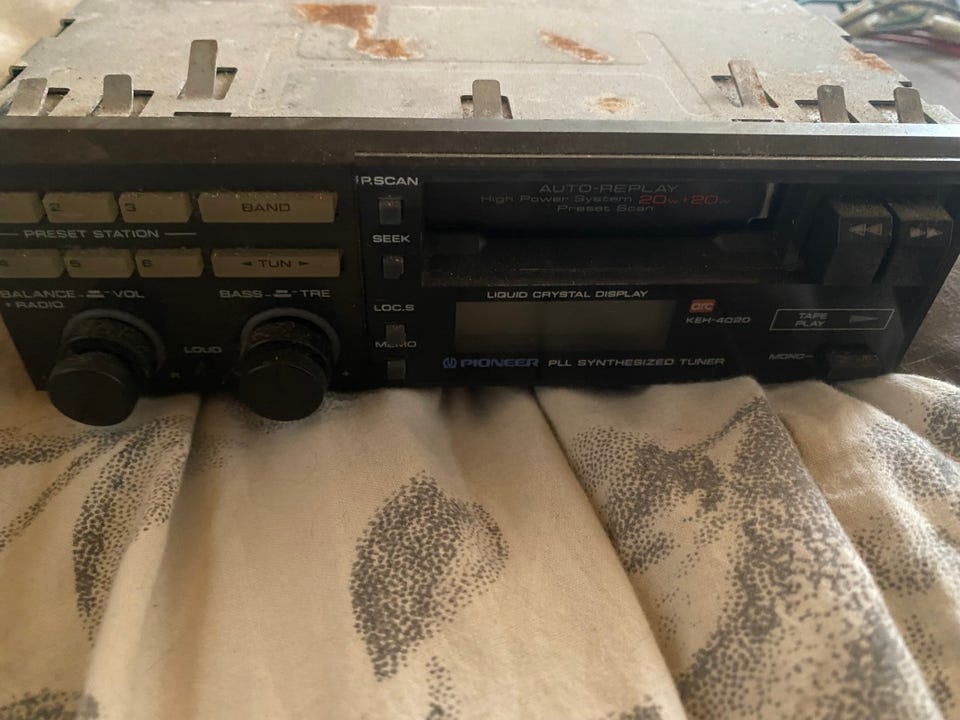 P.SCAN
AUTO-REPLAY
High Power System 20w+20w
Preset Scan
2 3 BAND
PRESET STATION
SEEK
4 5 6 ◄ TUN ►
BALANCE VOL
+ RADIO
BASS TRE
LOUD
LOC.S
MEMO
LIQUID CRYSTAL DISPLAY
arc
KEH-4020
TAPE
PLAY
PIONEER PLL SYNTHESIZED TUNER
MONO